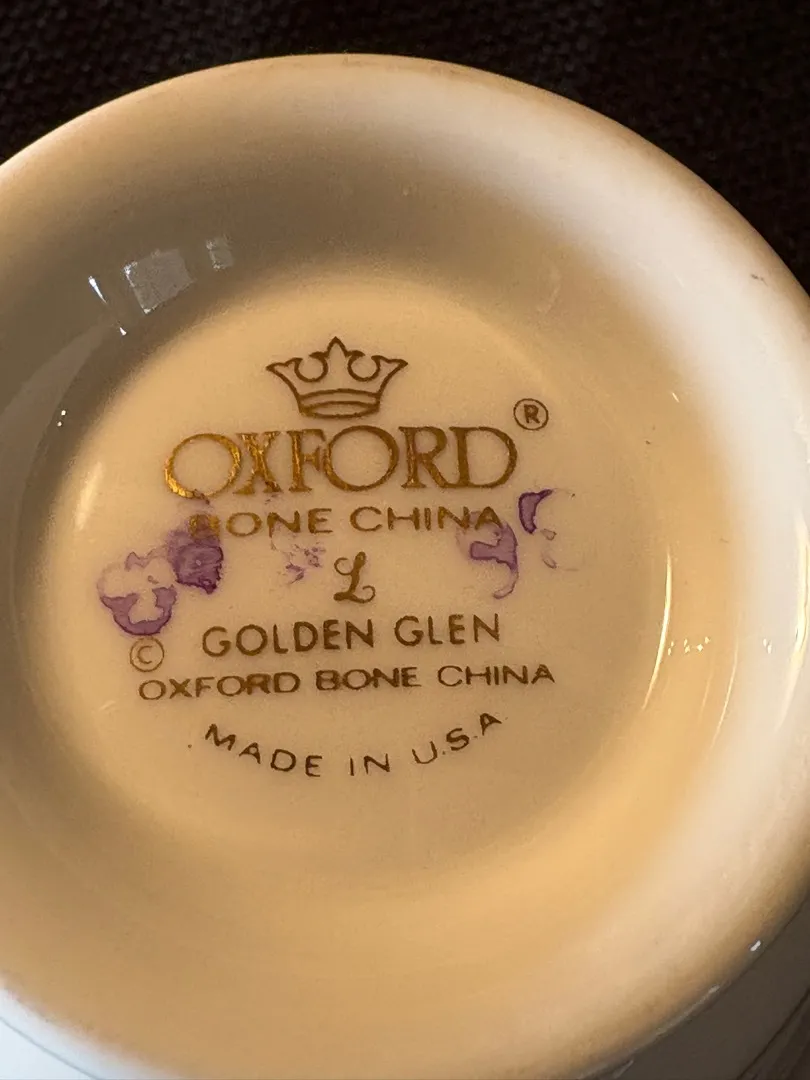 OXFORD ®
BONE CHINA
L
© GOLDEN GLEN
OXFORD BONE CHINA
MADE IN U.S.A.